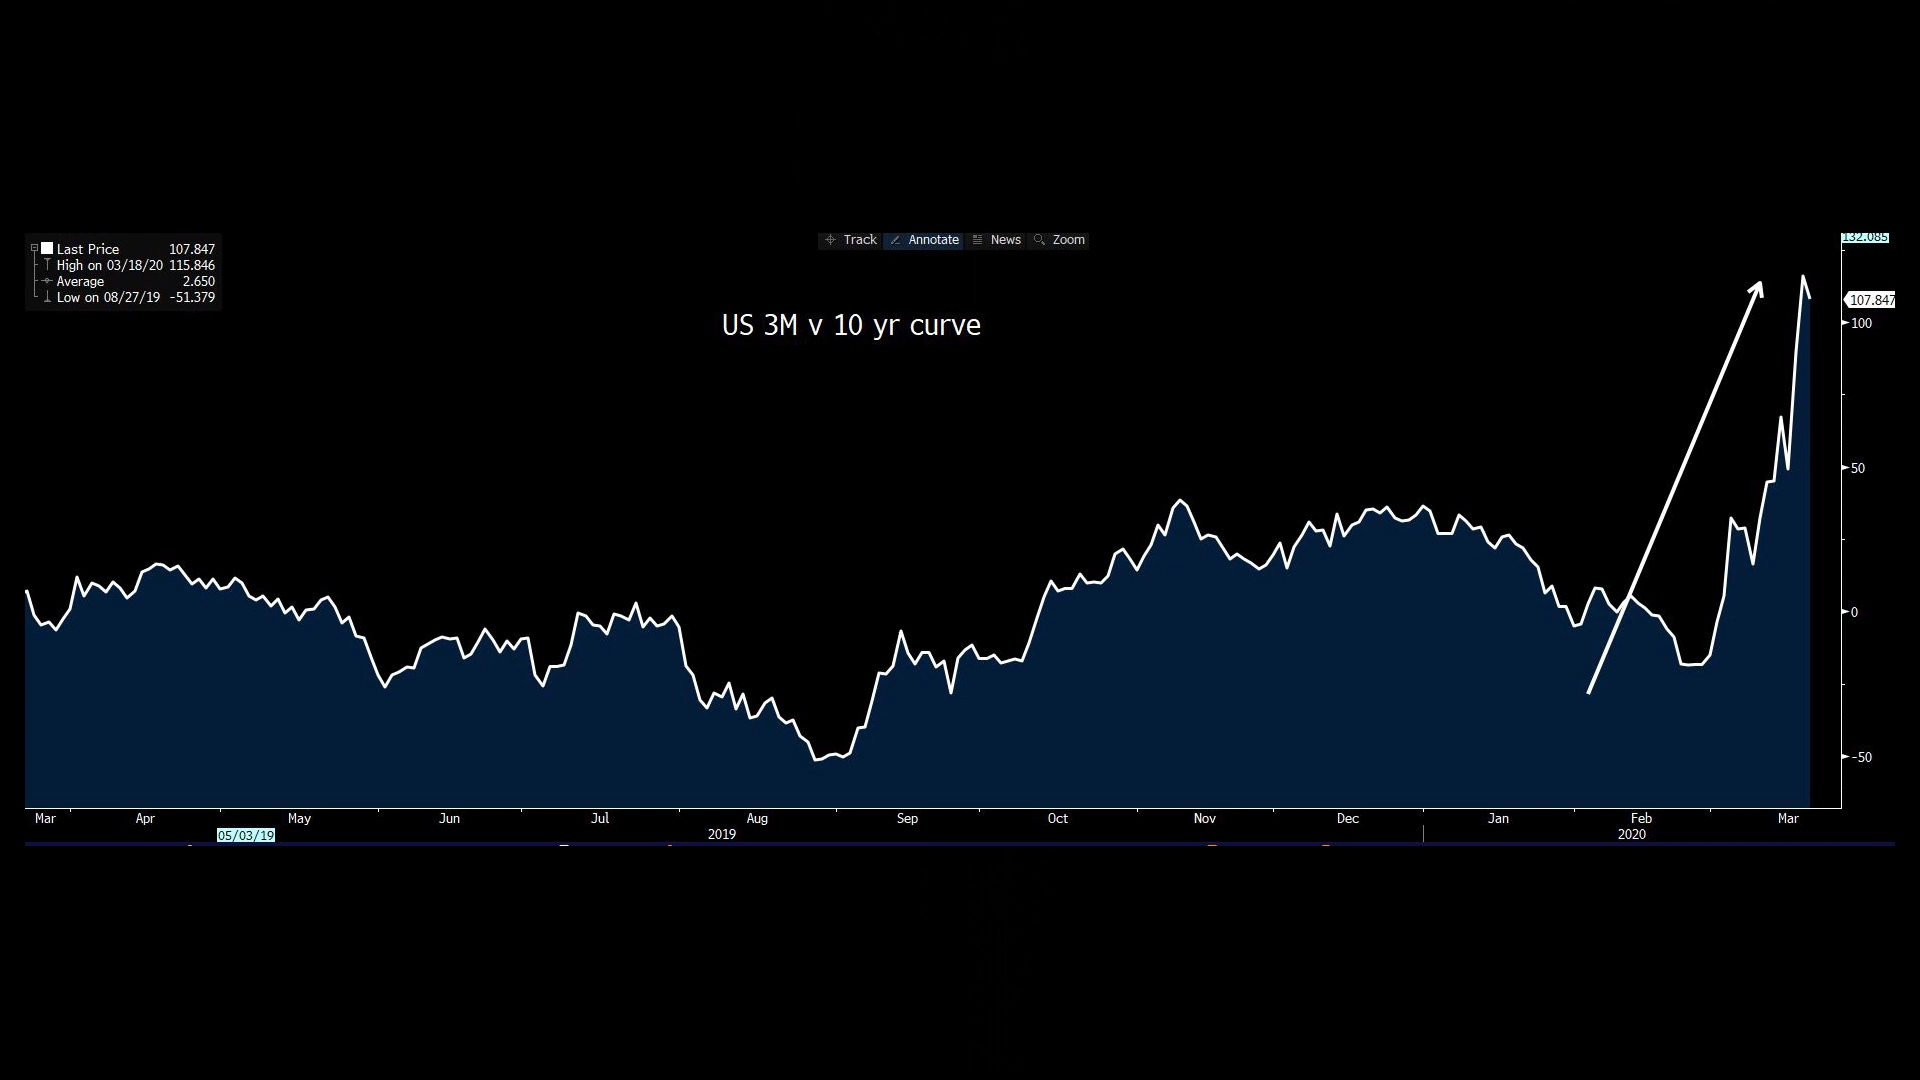 Track Annotate News Zoom
132.085
Last Price 107.847
High on 03/18/20 115.846
Average 2.650
Low on 08/27/19 -51.379
US 3M v 10 yr curve
107.847
100
50
0
-50
Mar Apr May Jun Jul Aug Sep Oct Nov Dec Jan Feb Mar
05/03/19 2019 2020